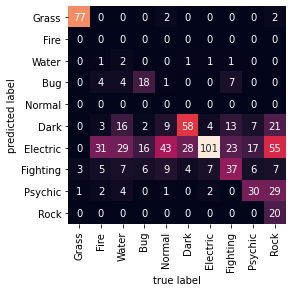 Grass 77 0 0 0 2 0 0 0 0 2
Fire 0 0 0 0 0 0 0 0 0 0
Water 0 1 2 0 0 1 1 1 0 0
Bug 0 4 4 18 1 0 0 7 0 0
Normal 0 0 0 0 0 0 0 0 0 0
Dark 0 3 16 2 9 58 4 13 7 21
Electric 0 31 29 16 43 28 101 23 17 55
Fighting 3 5 7 6 9 4 7 37 6 7
Psychic 1 2 4 0 1 0 2 0 30 29
Rock 0 0 0 0 0 0 0 0 0 20
predicted label
Grass Fire Water Bug Normal Dark Electric Fighting Psychic Rock
true label